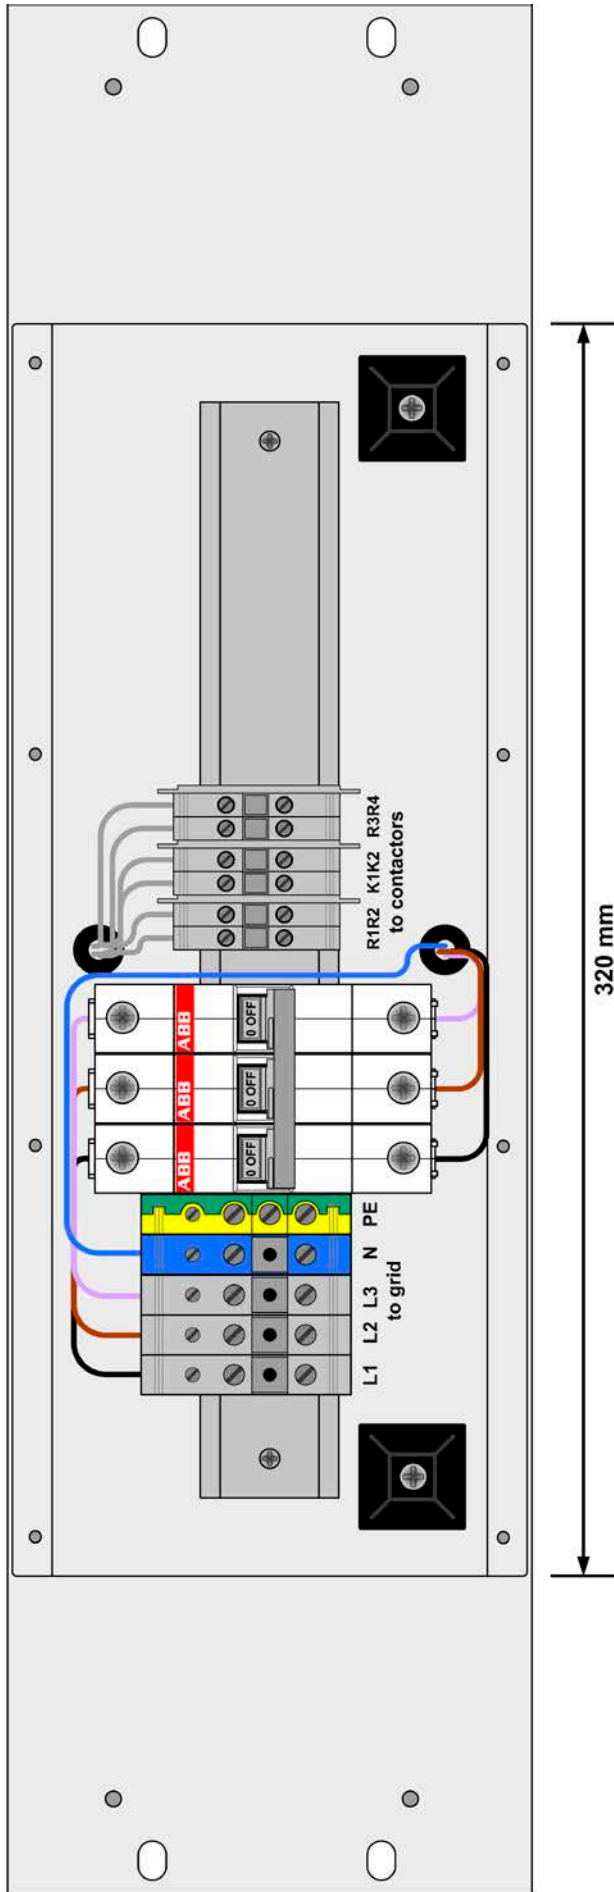 ABB ABB ABB
0 OFF 0 OFF 0 OFF
L1 L2 L3 N PE
to grid
R1R2 K1K2 R3R4
to contactors
320 mm